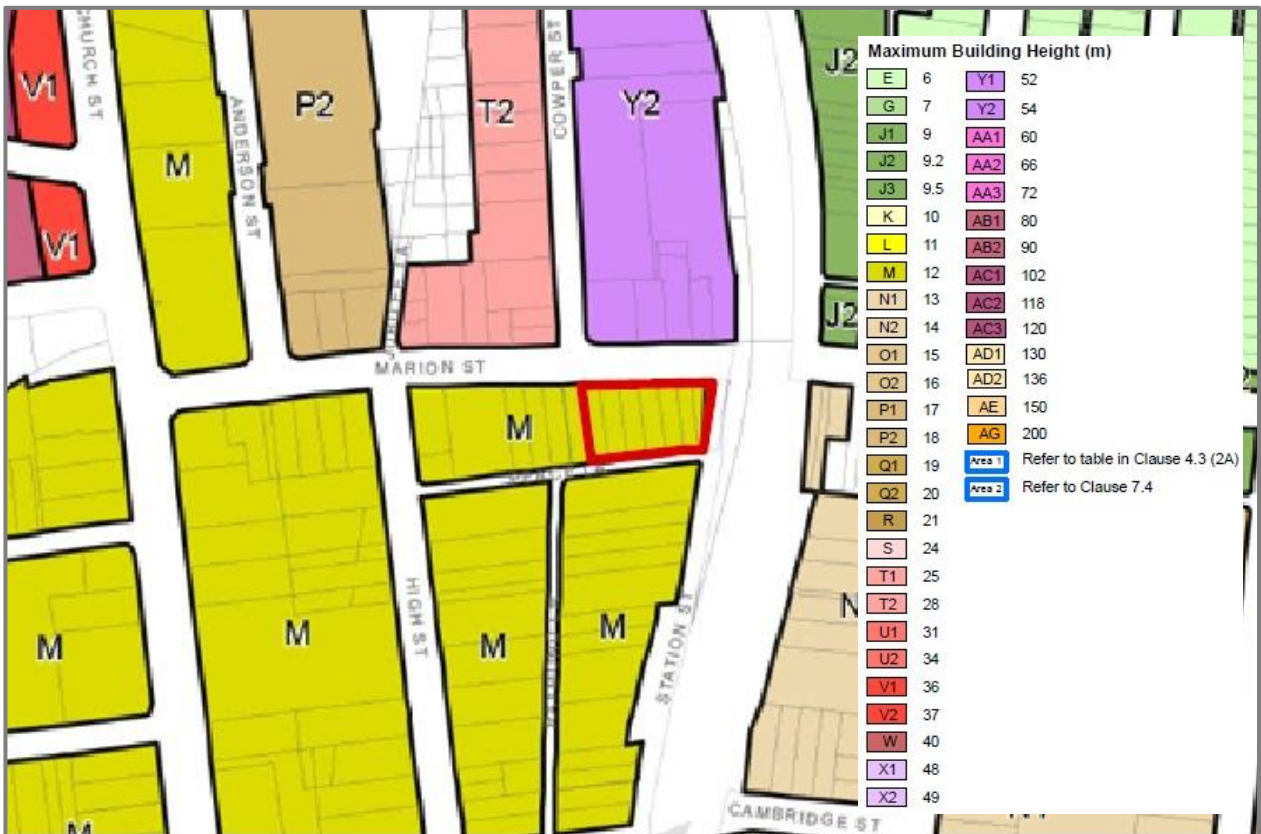 CHURCH ST
V1
M
ANDERSON ST
P2
T2
COWPER ST
Y2
J2
V1
J2
JUBILEE LA
MARION ST
M
HIGH ST
M
M
M
M
STATION ST
M
CAMBRIDGE ST
Maximum Building Height (m)
E 6
G 7
J1 9
J2 9.2
J3 9.5
K 10
L 11
M 12
N1 13
N2 14
O1 15
O2 16
P1 17
P2 18
Q1 19
Q2 20
R 21
S 24
T1 25
T2 28
U1 31
U2 34
V1 36
V2 37
W 40
X1 48
X2 49
Y1 52
Y2 54
AA1 60
AA2 66
AA3 72
AB1 80
AB2 90
AC1 102
AC2 118
AC3 120
AD1 130
AD2 136
AE 150
AG 200
Area 1 Refer to table in Clause 4.3 (2A)
Area 2 Refer to Clause 7.4